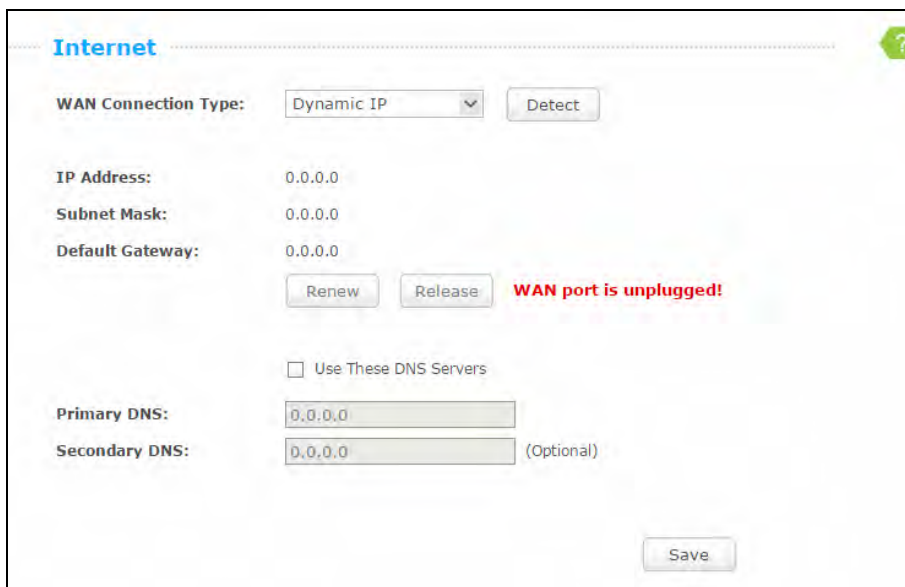 Internet
?
WAN Connection Type: Dynamic IP Detect
IP Address: 0.0.0.0
Subnet Mask: 0.0.0.0
Default Gateway: 0.0.0.0
Renew Release WAN port is unplugged!
Use These DNS Servers
Primary DNS: 0.0.0.0
Secondary DNS: 0.0.0.0 (Optional)
Save